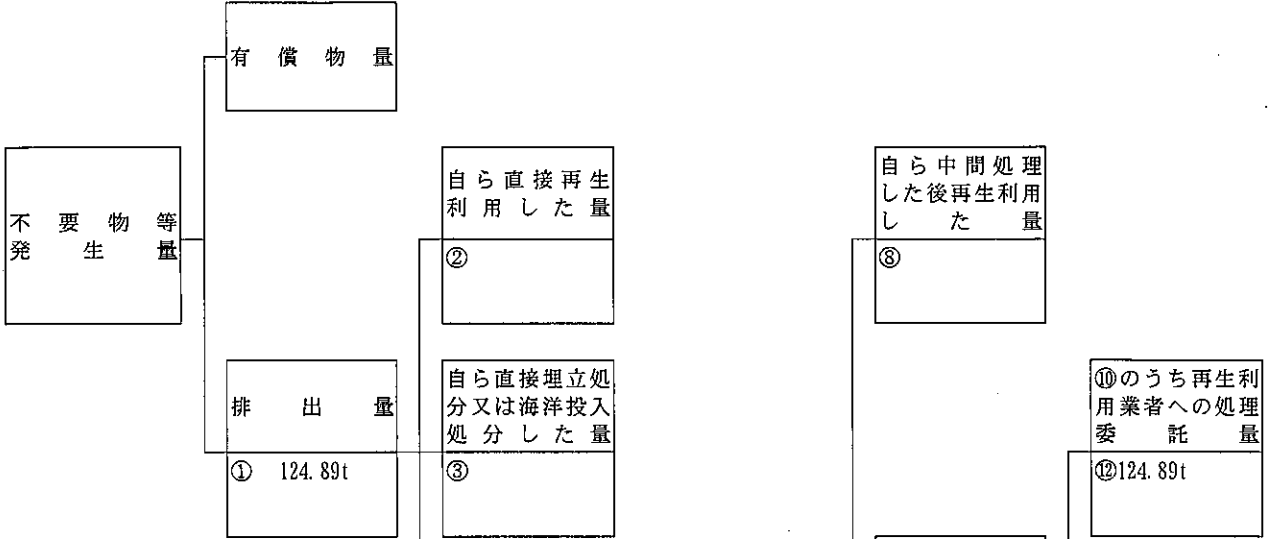 有償物量
不要物等
発生量
自ら直接再生
利用した量
②
自ら中間処理
した後再生利用
した量
⑧
排出量
① 124.89t
自ら直接埋立処
分又は海洋投入
処分した量
③
⑩のうち再生利
用業者への処理
委託量
⑫124.89t